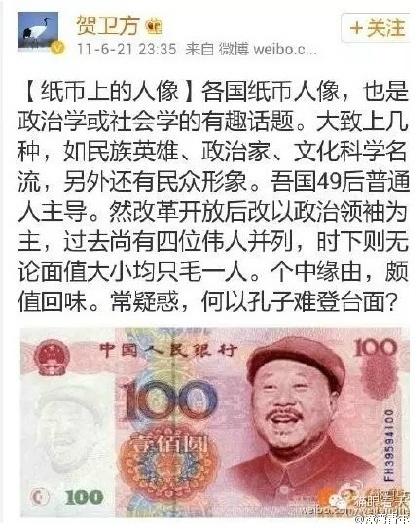 贺卫方
+关注
11-6-21 23:35 来自 微博 weibo.c...
【纸币上的人像】各国纸币人像，也是
政治学或社会学的有趣话题。大致上几
种，如民族英雄、政治家、文化科学名
流，另外还有民众形象。吾国49后普通
人主导。然改革开放后改以政治领袖为
主，过去尚有四位伟人并列，时下则无
论面值大小均只毛一人。个中缘由，颇
值回味。常疑惑，何以孔子难登台面？
中国人民银行
100
100
壹佰圆
FH39594100
100